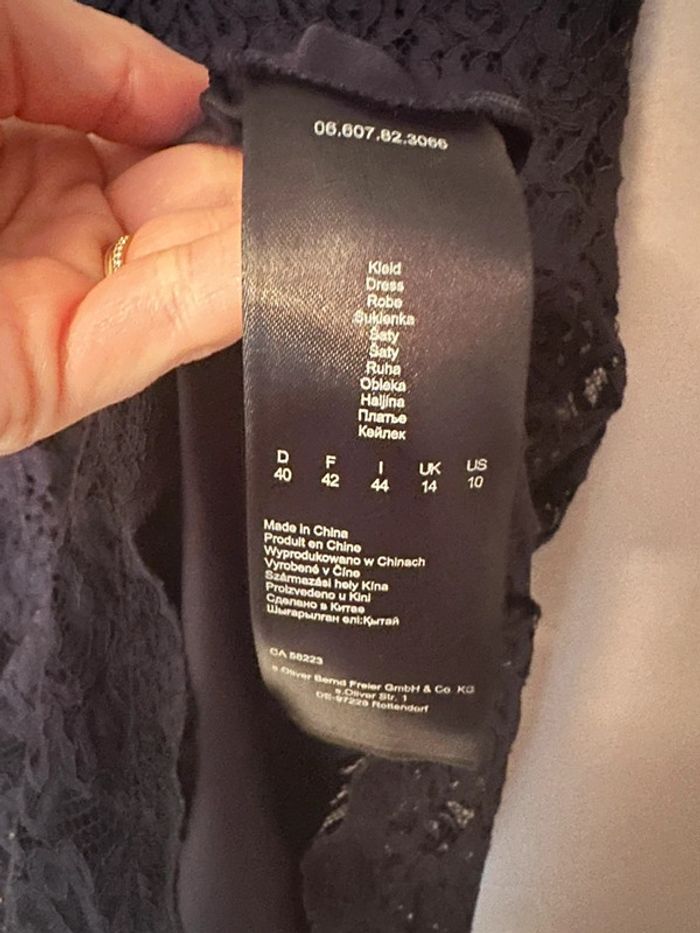 06.607.82.3066
Kleid
Dress
Robe
Sukienka
Šaty
Šaty
Ruha
Obleka
Haljina
Платье
Көйлек
D F I UK US
40 42 44 14 10
Made in China
Produit en Chine
Wyprodukowano w Chinach
Vyrobené v Číne
Származási hely Kína
Proizvedeno u Kini
Сделано в Китае
Шығарылған елі:Қытай
CA 58223
s.Oliver Bernd Freier GmbH & Co. KG
s.Oliver Str. 1
DE-97228 Rottendorf